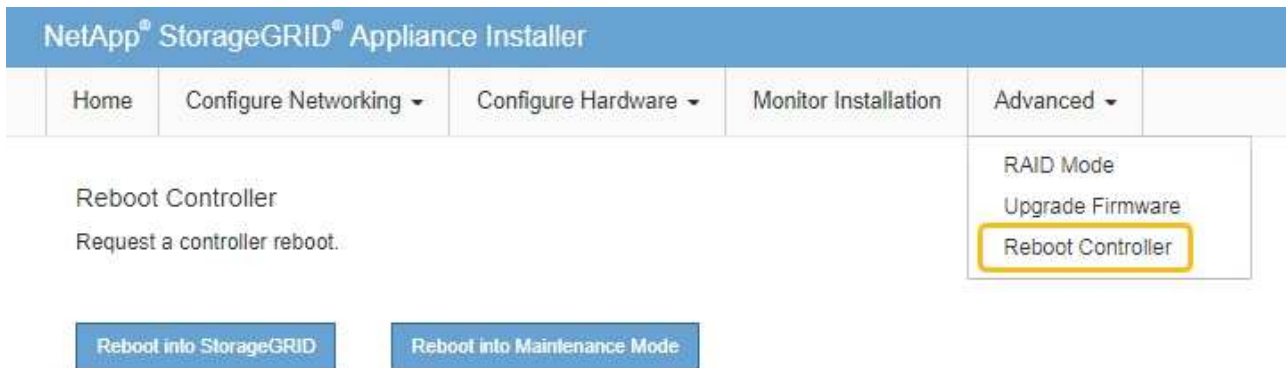 NetApp® StorageGRID® Appliance Installer
Home Configure Networking Configure Hardware Monitor Installation Advanced
RAID Mode
Upgrade Firmware
Reboot Controller
Reboot Controller
Request a controller reboot.
Reboot into StorageGRID Reboot into Maintenance Mode